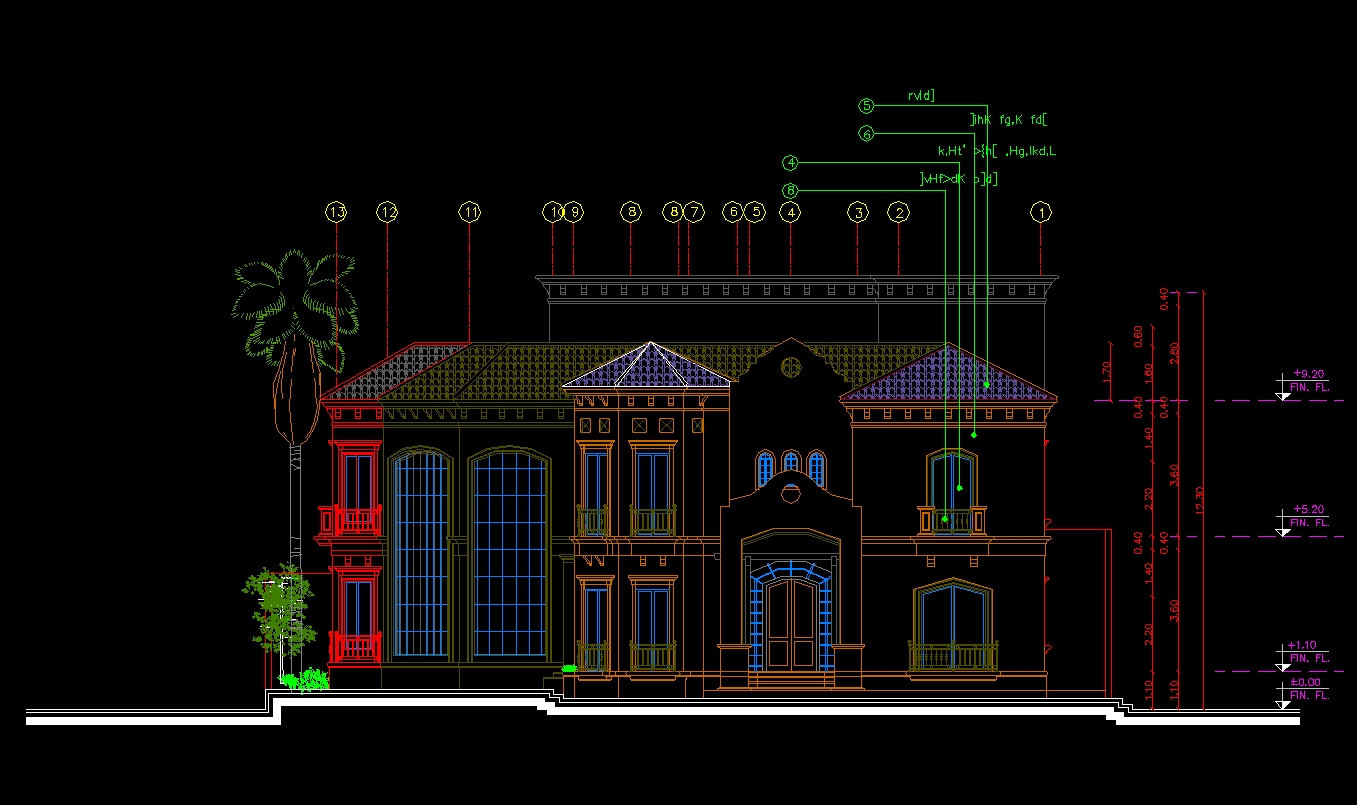 rvld]
5
]ihK fg,K fd[
6
k,Ht' >{h[ ,Hg,lkd,L
4
]vHf>dK p]d]
8
13 12 11 10 9 8 8 7 6 5 4 3 2 1
0.40
0.60
2.80
1.70
1.80
+9.20
FIN. FL.
0.40 0.40
1.40
3.60
2.20
12.30
+5.20
FIN. FL.
0.40 0.40
1.40
3.60
2.20
+1.10
FIN. FL.
1.10 1.10
±0.00
FIN. FL.